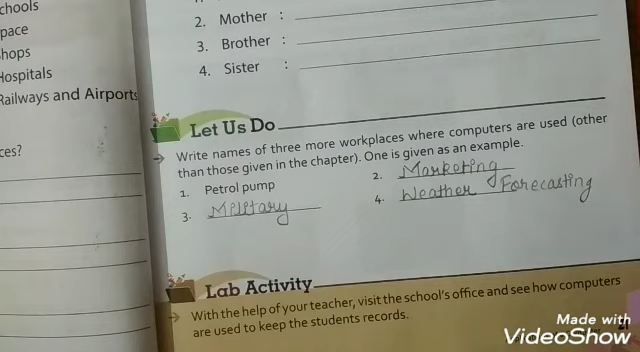 chools
pace
hops
Hospitals
Railways and Airports
ces?
2. Mother :
3. Brother :
4. Sister :
Let Us Do
Write names of three more workplaces where computers are used (other
than those given in the chapter). One is given as an example.
1. Petrol pump
2. Marketing
3. Meletary
4. Weather Forecasting
Lab Activity
With the help of your teacher, visit the school's office and see how computers
are used to keep the students records.
Made with
VideoShow